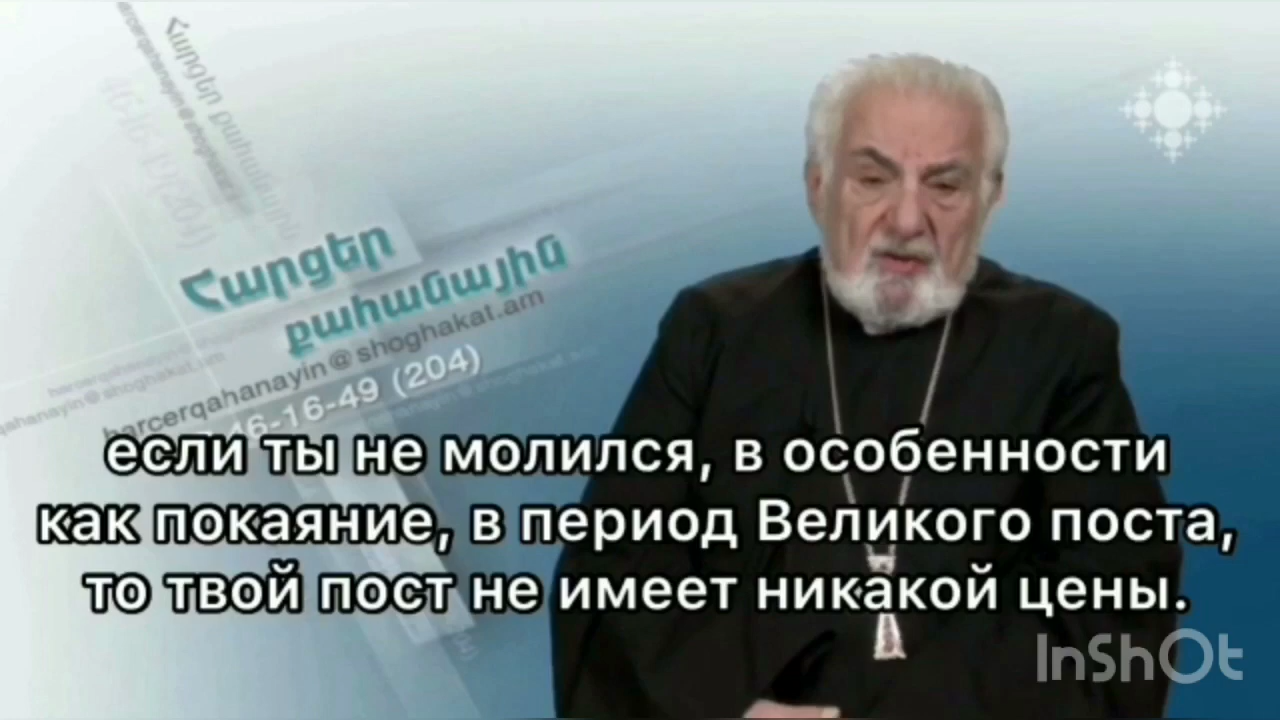 Հարցեր
քահանային
harcerqahanayin@shoghakat.am
46-16-49 (204)
если ты не молился, в особенности
как покаяние, в период Великого поста,
то твой пост не имеет никакой цены.
InShOt